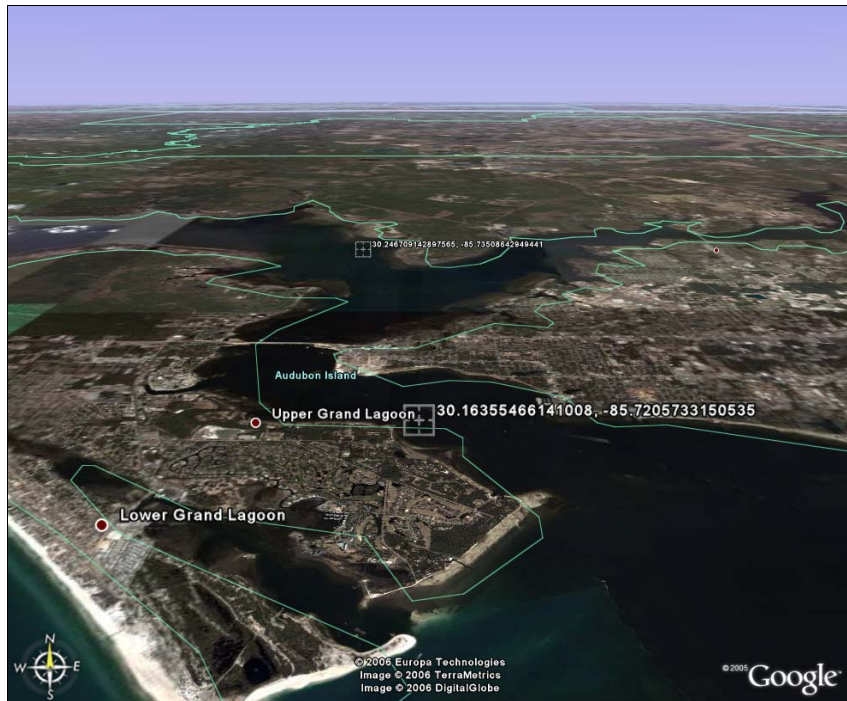 30.246709142897565, -85.73508642949441
Audubon Island
Upper Grand Lagoon
30.16355466141008, -85.7205733150535
Lower Grand Lagoon
N
W E
S
© 2006 Europa Technologies
Image © 2006 TerraMetrics
Image © 2006 DigitalGlobe
© 2005 Google